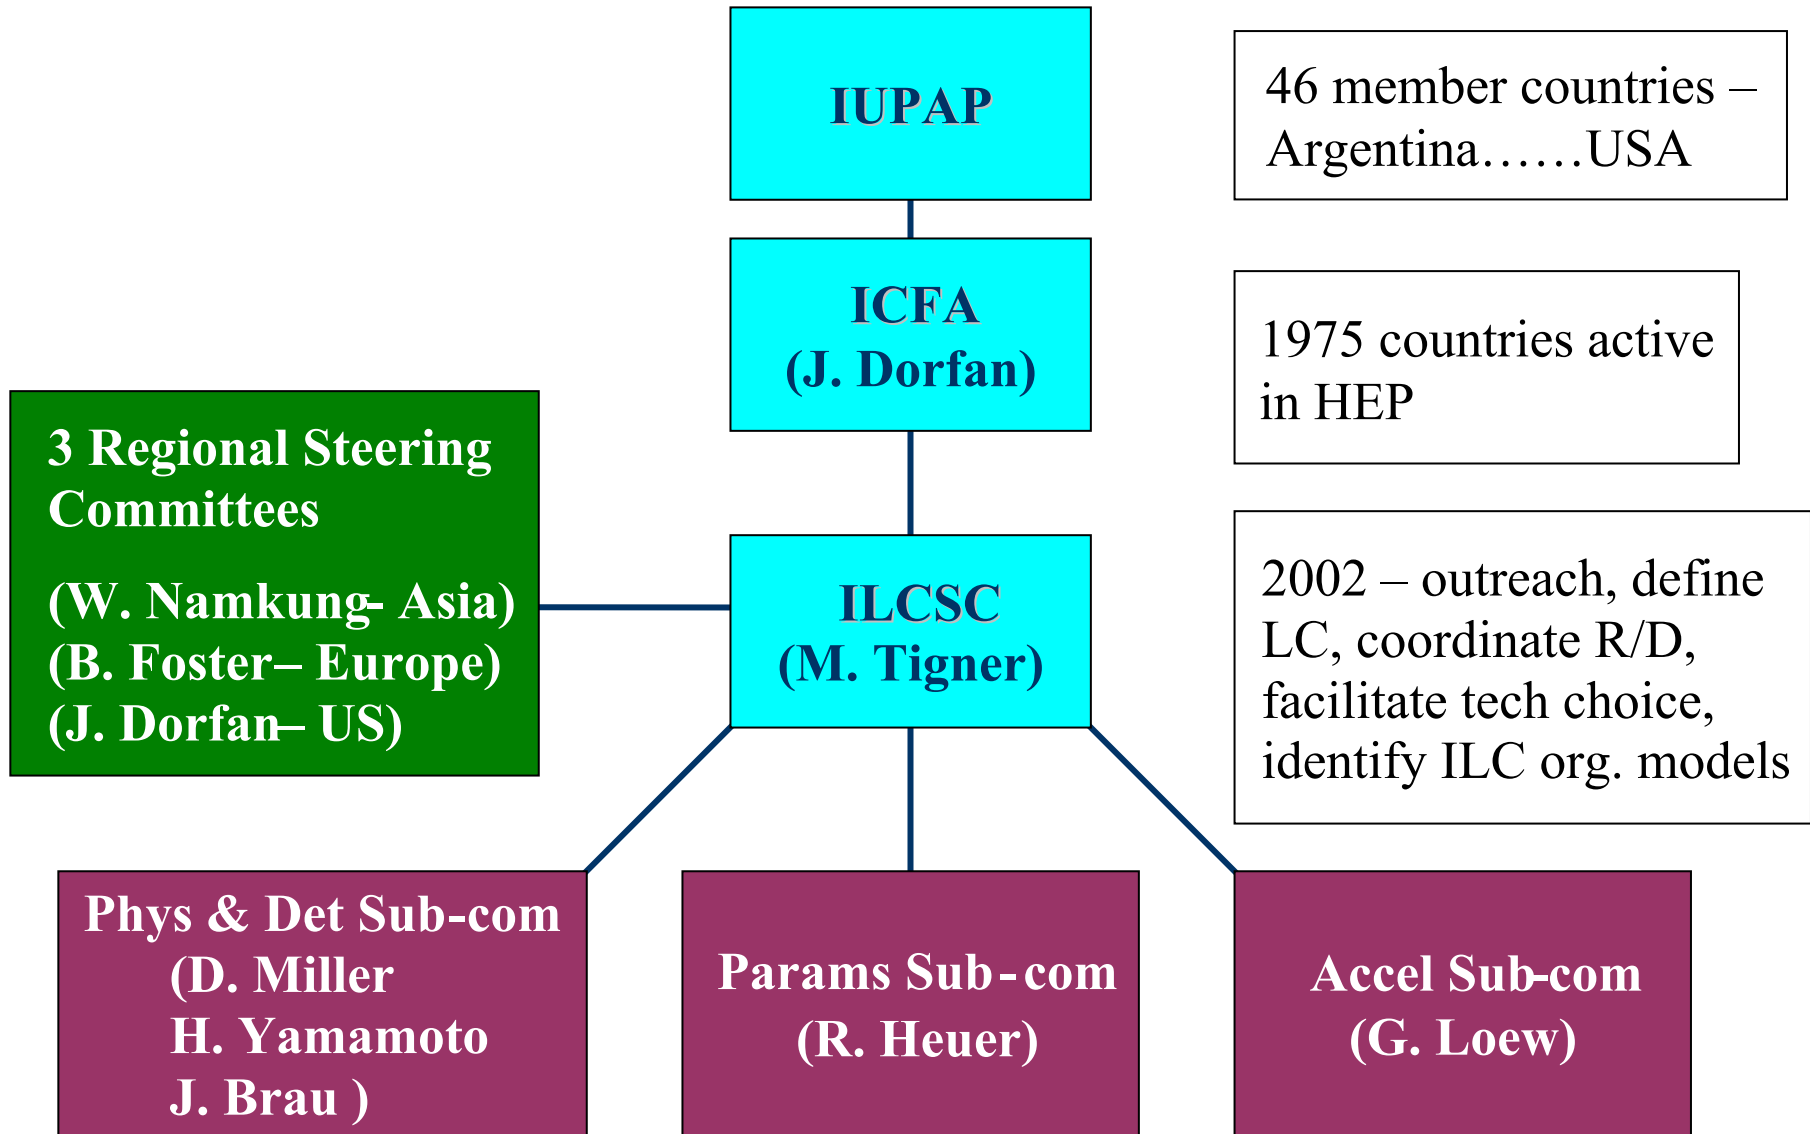 IUPAP
46 member countries –
Argentina……USA
ICFA
(J. Dorfan)
1975 countries active
in HEP
3 Regional Steering
Committees
(W. Namkung- Asia)
(B. Foster– Europe)
(J. Dorfan– US)
ILCSC
(M. Tigner)
2002 – outreach, define
LC, coordinate R/D,
facilitate tech choice,
identify ILC org. models
Phys & Det Sub-com
(D. Miller
H. Yamamoto
J. Brau )
Params Sub-com
(R. Heuer)
Accel Sub-com
(G. Loew)